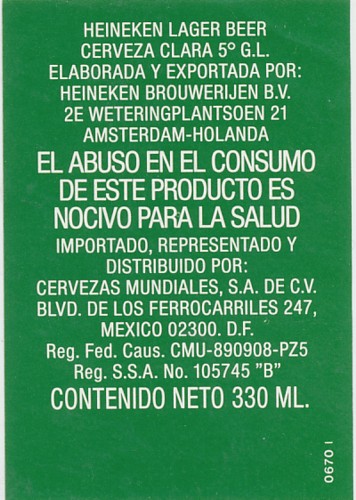 HEINEKEN LAGER BEER
CERVEZA CLARA 5° G.L.
ELABORADA Y EXPORTADA POR:
HEINEKEN BROUWERIJEN B.V.
2E WETERINGPLANTSOEN 21
AMSTERDAM-HOLANDA
EL ABUSO EN EL CONSUMO
DE ESTE PRODUCTO ES
NOCIVO PARA LA SALUD
IMPORTADO, REPRESENTADO Y
DISTRIBUIDO POR:
CERVEZAS MUNDIALES, S.A. DE C.V.
BLVD. DE LOS FERROCARRILES 247,
MEXICO 02300. D.F.
Reg. Fed. Caus. CMU-890908-PZ5
Reg. S.S.A. No. 105745 "B"
CONTENIDO NETO 330 ML.
0670 I